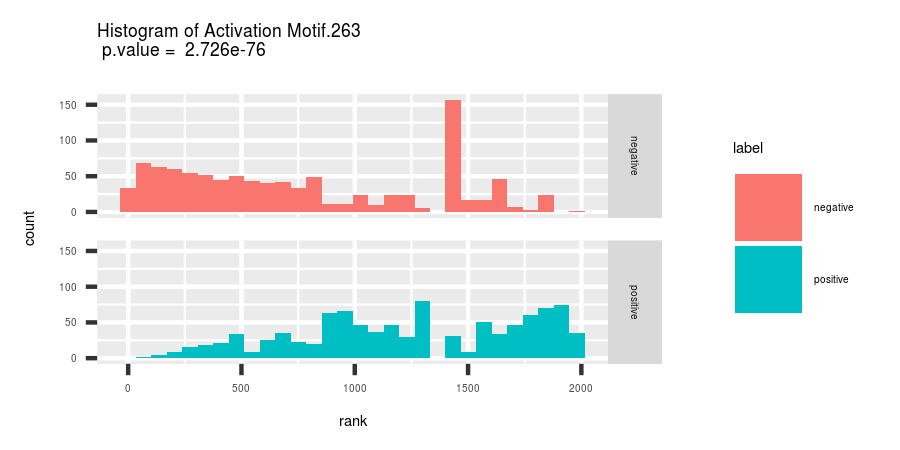 Histogram of Activation Motif.263
p.value = 2.726e-76
150
100
50
0
negative
150
100
50
0
positive
0 500 1000 1500 2000
rank
count
label
negative
positive